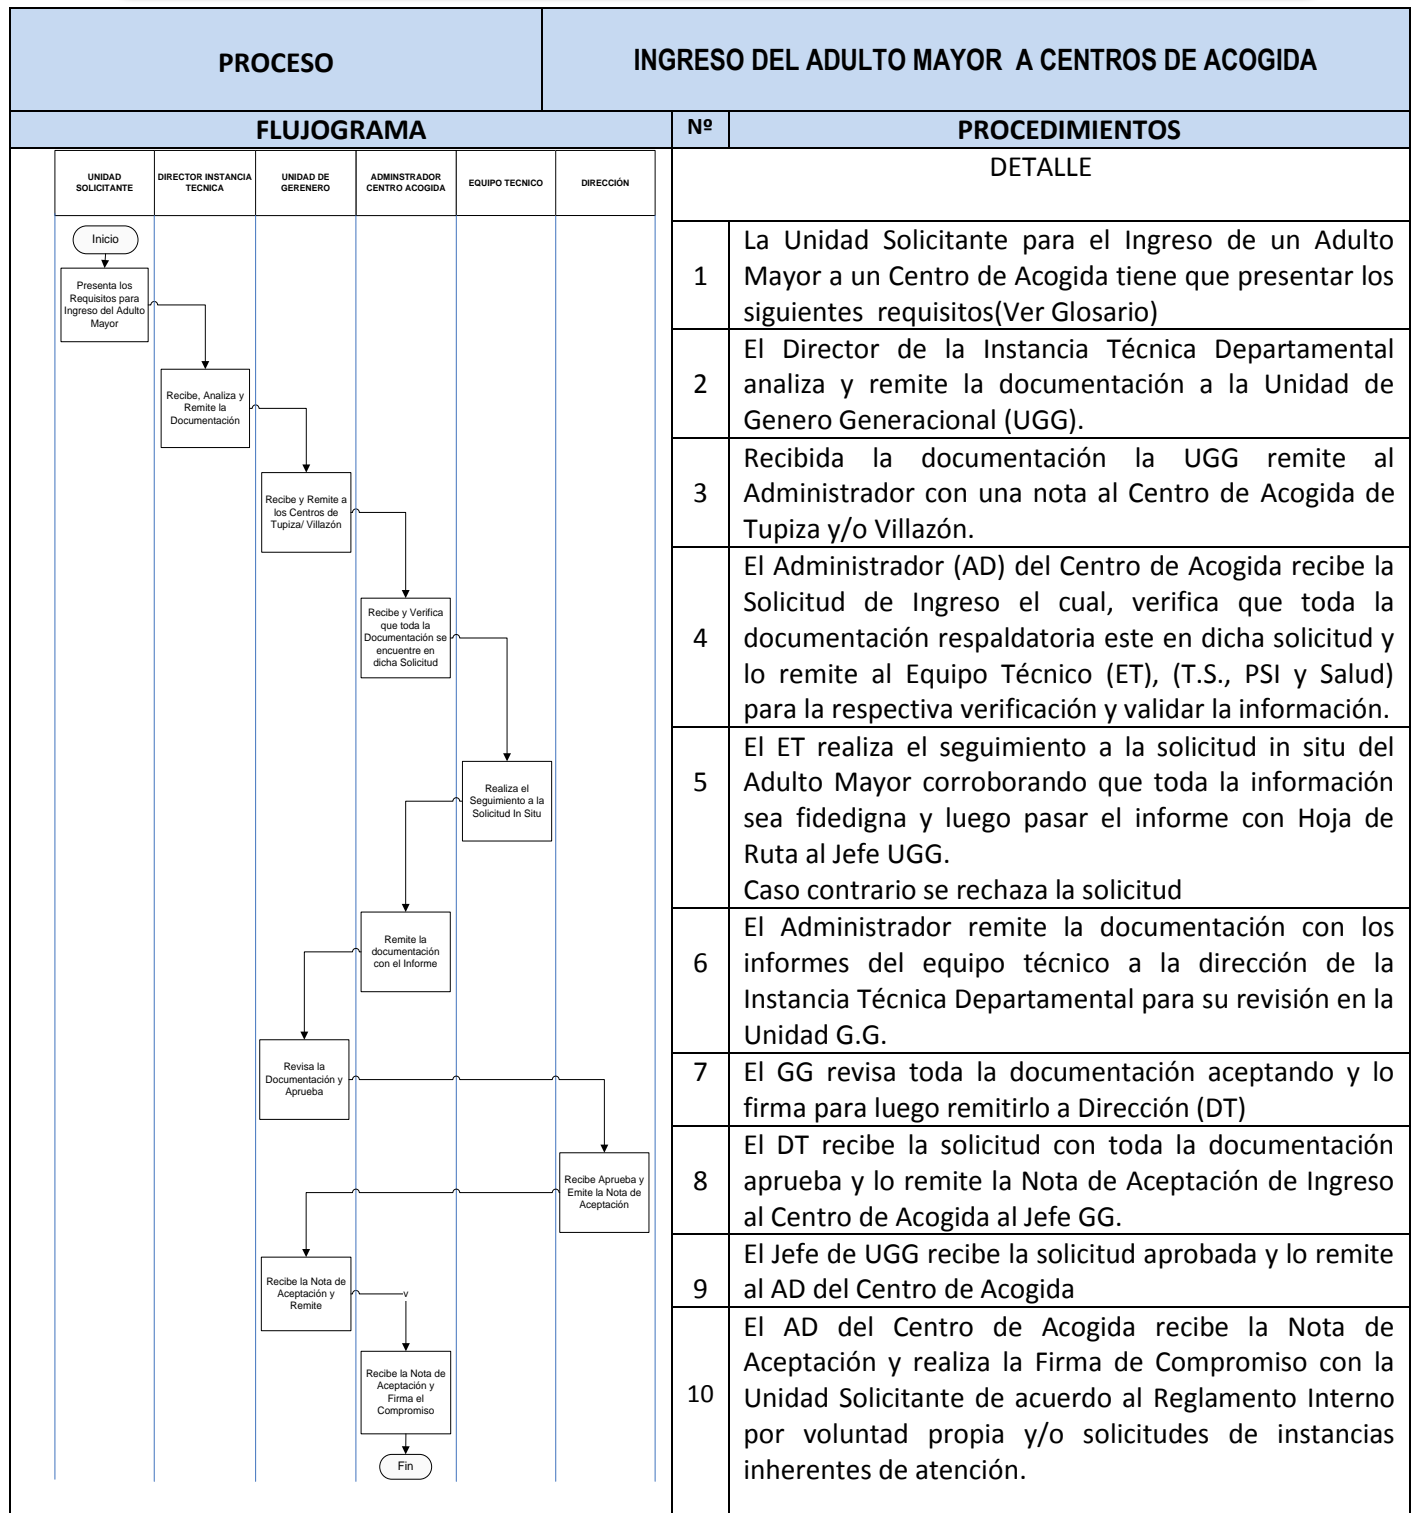 PROCESO
INGRESO DEL ADULTO MAYOR A CENTROS DE ACOGIDA
FLUJOGRAMA
Nº
PROCEDIMIENTOS
UNIDAD
SOLICITANTE
DIRECTOR INSTANCIA
TECNICA
UNIDAD DE
GERENERO
ADMINSTRADOR
CENTRO ACOGIDA
EQUIPO TECNICO
DIRECCIÓN
Inicio
Presenta los
Requisitos para
Ingreso del Adulto
Mayor
Recibe, Analiza y
Remite la
Documentación
Recibe y Remite a
los Centros de
Tupiza/ Villazón
Recibe y Verifica
que toda la
Documentación se
encuentre en
dicha Solicitud
Realiza el
Seguimiento a la
Solicitud In Situ
Remite la
documentación
con el Informe
Revisa la
Documentación y
Aprueba
Recibe Aprueba y
Emite la Nota de
Aceptación
Recibe la Nota de
Aceptación y
Remite
v
Recibe la Nota de
Aceptación y
Firma el
Compromiso
Fin
DETALLE
1
La Unidad Solicitante para el Ingreso de un Adulto
Mayor a un Centro de Acogida tiene que presentar los
siguientes requisitos(Ver Glosario)
2
El Director de la Instancia Técnica Departamental
analiza y remite la documentación a la Unidad de
Genero Generacional (UGG).
3
Recibida la documentación la UGG remite al
Administrador con una nota al Centro de Acogida de
Tupiza y/o Villazón.
4
El Administrador (AD) del Centro de Acogida recibe la
Solicitud de Ingreso el cual, verifica que toda la
documentación respaldatoria este en dicha solicitud y
lo remite al Equipo Técnico (ET), (T.S., PSI y Salud)
para la respectiva verificación y validar la información.
5
El ET realiza el seguimiento a la solicitud in situ del
Adulto Mayor corroborando que toda la información
sea fidedigna y luego pasar el informe con Hoja de
Ruta al Jefe UGG.
Caso contrario se rechaza la solicitud
6
El Administrador remite la documentación con los
informes del equipo técnico a la dirección de la
Instancia Técnica Departamental para su revisión en la
Unidad G.G.
7
El GG revisa toda la documentación aceptando y lo
firma para luego remitirlo a Dirección (DT)
8
El DT recibe la solicitud con toda la documentación
aprueba y lo remite la Nota de Aceptación de Ingreso
al Centro de Acogida al Jefe GG.
9
El Jefe de UGG recibe la solicitud aprobada y lo remite
al AD del Centro de Acogida
10
El AD del Centro de Acogida recibe la Nota de
Aceptación y realiza la Firma de Compromiso con la
Unidad Solicitante de acuerdo al Reglamento Interno
por voluntad propia y/o solicitudes de instancias
inherentes de atención.